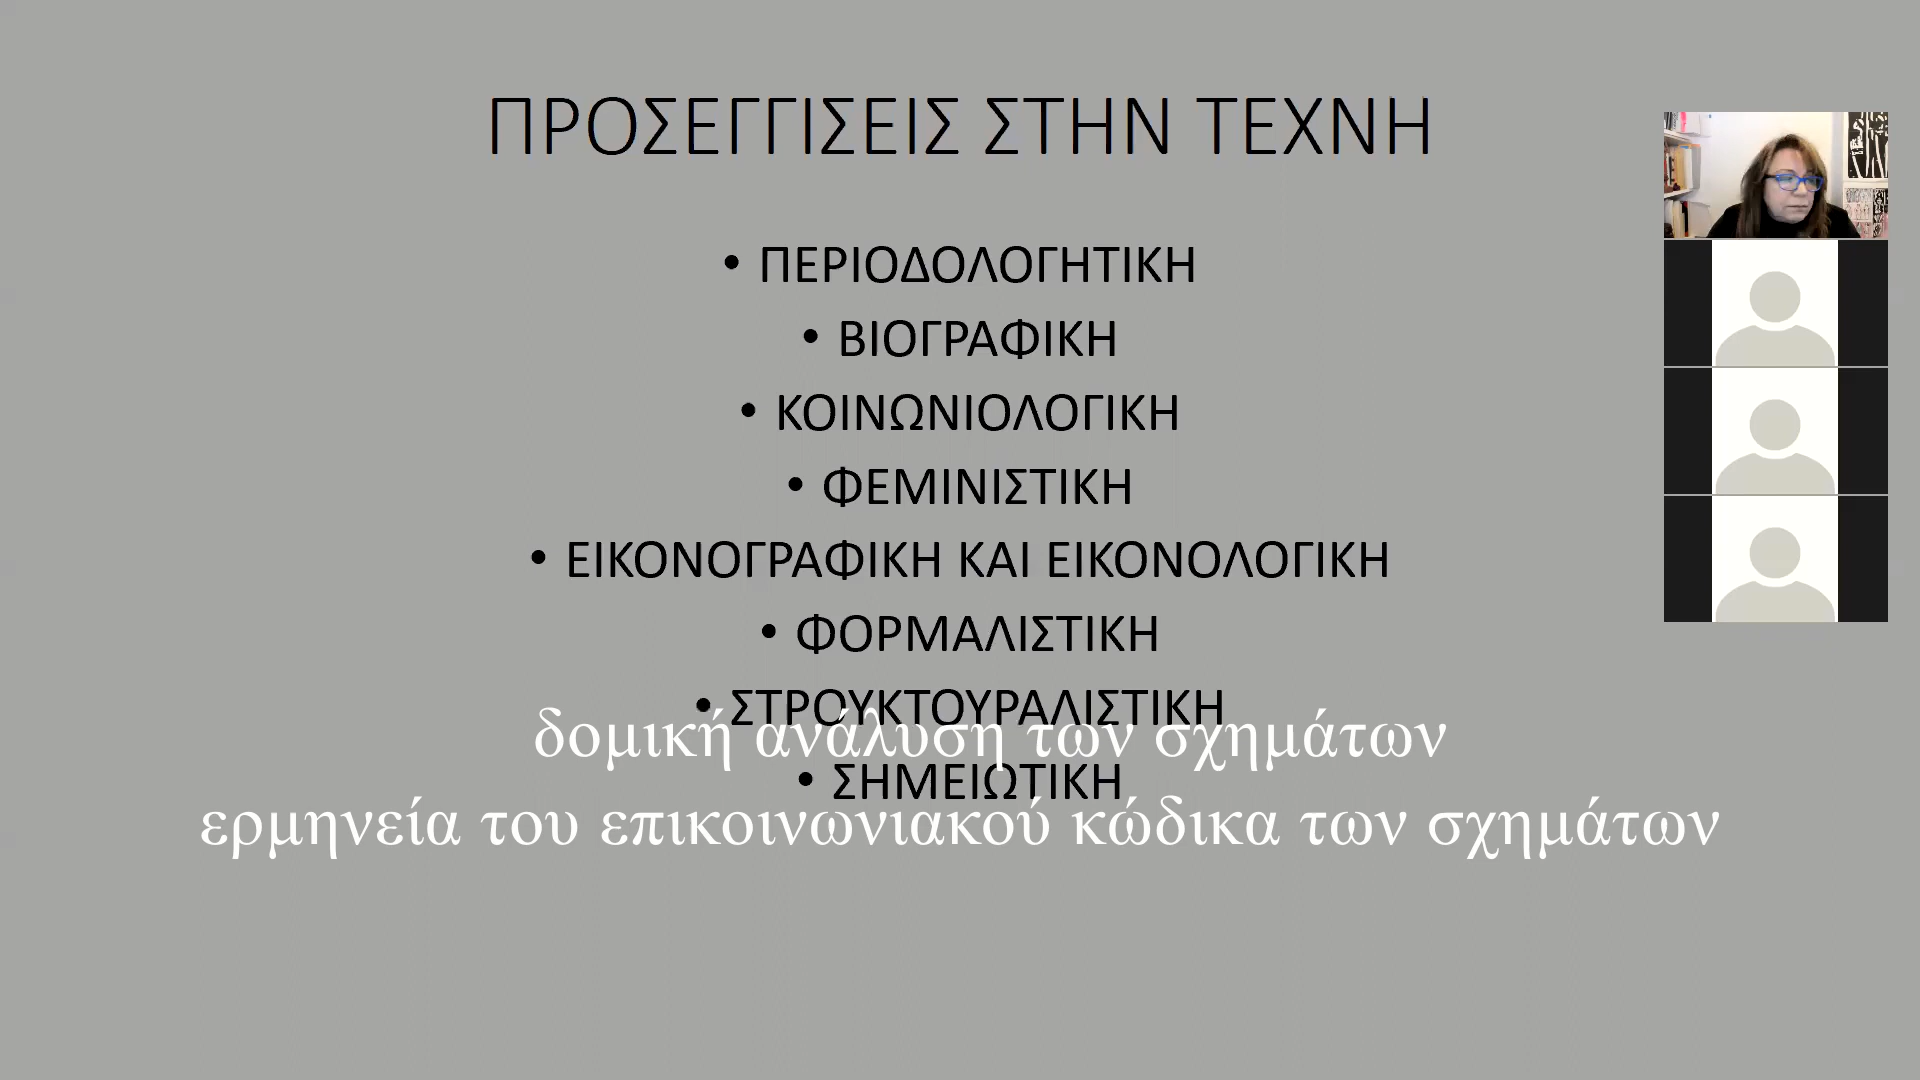 ΠΡΟΣΕΓΓΙΣΕΙΣ ΣΤΗΝ ΤΕΧΝΗ
• ΠΕΡΙΟΔΟΛΟΓΗΤΙΚΗ
• ΒΙΟΓΡΑΦΙΚΗ
• ΚΟΙΝΩΝΙΟΛΟΓΙΚΗ
• ΦΕΜΙΝΙΣΤΙΚΗ
• ΕΙΚΟΝΟΓΡΑΦΙΚΗ ΚΑΙ ΕΙΚΟΝΟΛΟΓΙΚΗ
• ΦΟΡΜΑΛΙΣΤΙΚΗ
• ΣΤΡΟΥΚΤΟΥΡΑΛΙΣΤΙΚΗ
δομική ανάλυση των σχημάτων
• ΣΗΜΕΙΩΤΙΚΗ
ερμηνεία του επικοινωνιακού κώδικα των σχημάτων